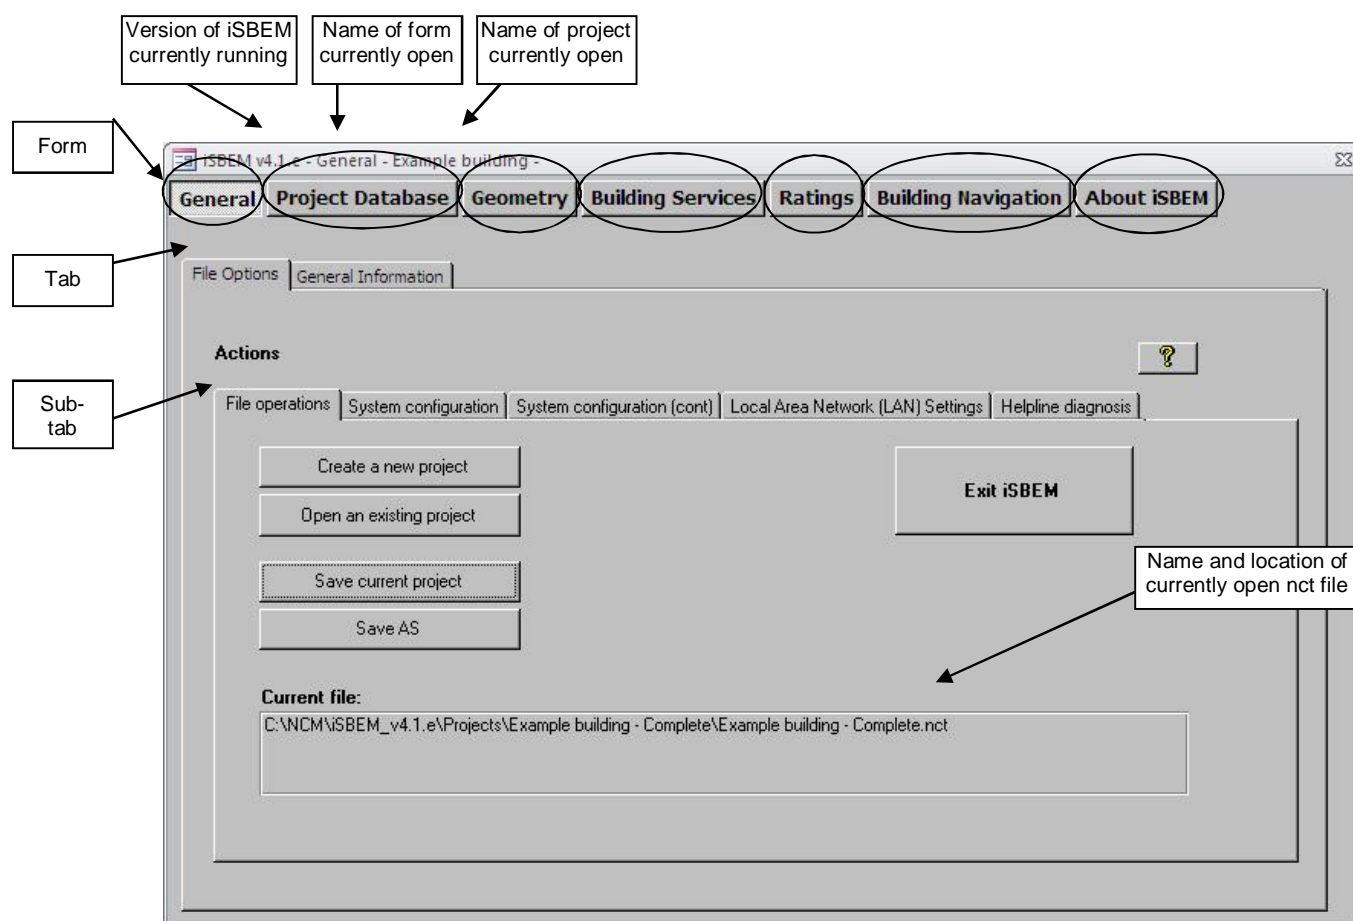 Version of iSBEM
currently running
Name of form
currently open
Name of project
currently open
Form
iSBEM v4.1.e - General - Example building -
General Project Database Geometry Building Services Ratings Building Navigation About iSBEM
Tab
File Options General Information
Actions
?
Sub-
tab
File operations System configuration System configuration (cont) Local Area Network (LAN) Settings Helpline diagnosis
Create a new project
Exit iSBEM
Open an existing project
Save current project
Name and location of
currently open nct file
Save AS
Current file:
C:\NCM\iSBEM_v4.1.e\Projects\Example building - Complete\Example building - Complete.nct